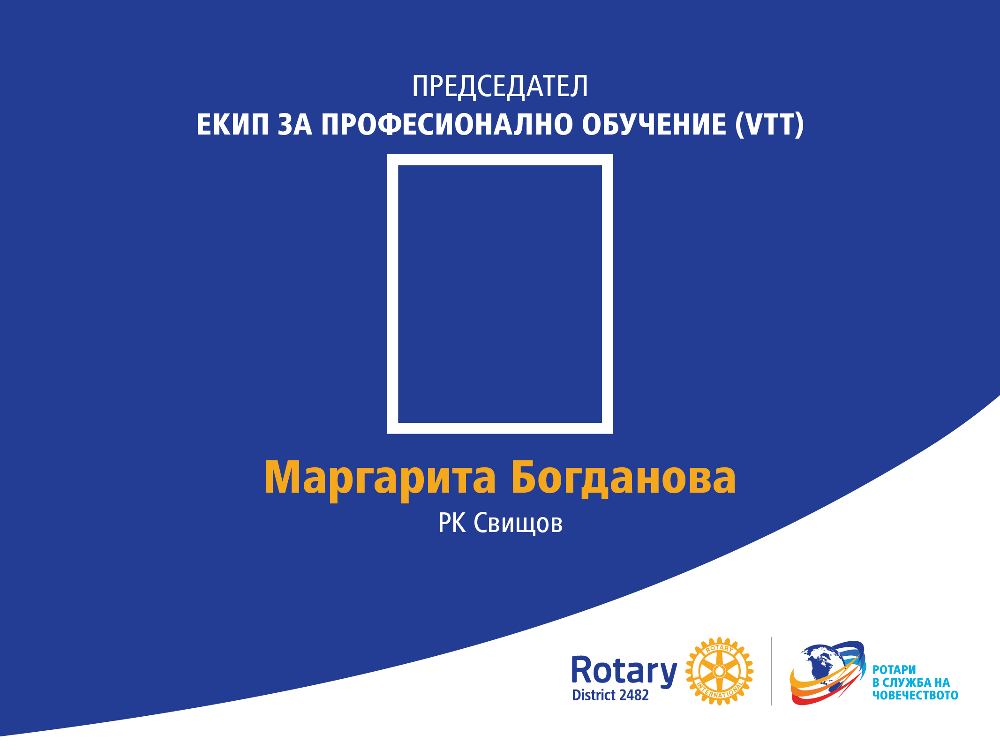 ПРЕДСЕДАТЕЛ
ЕКИП ЗА ПРОФЕСИОНАЛНО ОБУЧЕНИЕ (VTT)
Маргарита Богданова
РК Свищов
Rotary
District 2482
ROTARY
INTERNATIONAL
РОТАРИ
В СЛУЖБА НА
ЧОВЕЧЕСТВОТО